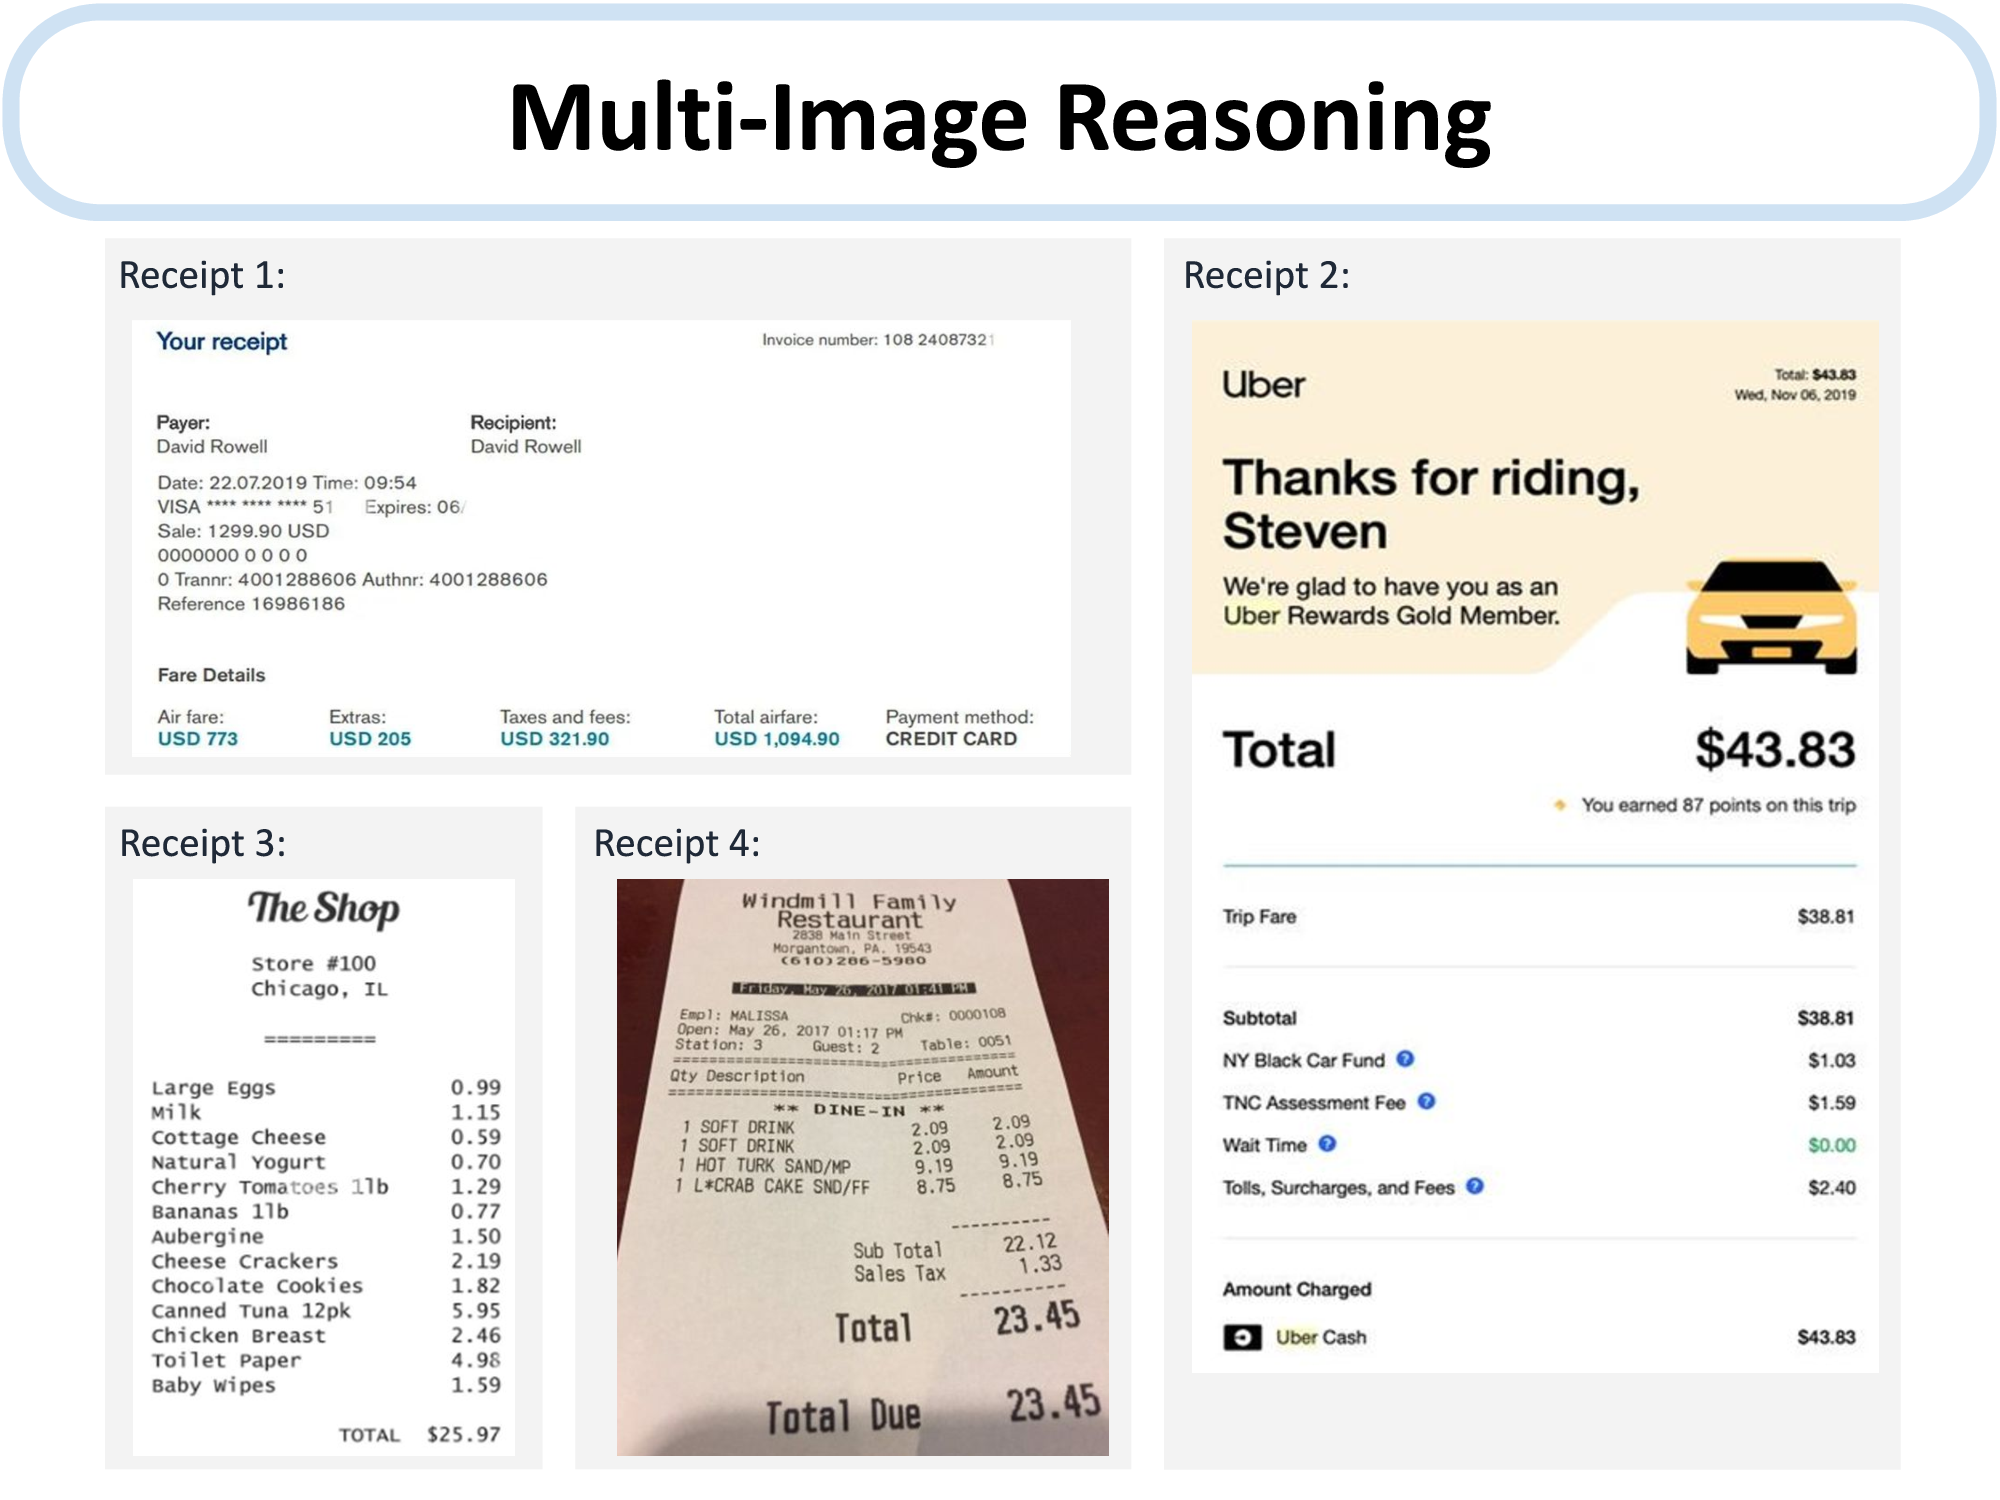 Multi-Image Reasoning
Receipt 1:
Your receipt
Invoice number: 108 24087321
Payer:
David Rowell
Recipient:
David Rowell
Date: 22.07.2019 Time: 09:54
VISA **** **** **** 51 Expires: 06/
Sale: 1299.90 USD
0000000 0 0 0 0
0 Trannr: 4001288606 Authnr: 4001288606
Reference 16986186
Fare Details
Air fare:
USD 773
Extras:
USD 205
Taxes and fees:
USD 321.90
Total airfare:
USD 1,094.90
Payment method:
CREDIT CARD
Receipt 2:
Uber
Total: $43.83
Wed, Nov 06, 2019
Thanks for riding,
Steven
We're glad to have you as an
Uber Rewards Gold Member.
Total $43.83
You earned 87 points on this trip
Trip Fare $38.81
Subtotal $38.81
NY Black Car Fund ? $1.03
TNC Assessment Fee ? $1.59
Wait Time ? $0.00
Tolls, Surcharges, and Fees ? $2.40
Amount Charged
Uber Cash $43.83
Receipt 3:
The Shop
Store #100
Chicago, IL
=========
Large Eggs 0.99
Milk 1.15
Cottage Cheese 0.59
Natural Yogurt 0.70
Cherry Tomatoes 1lb 1.29
Bananas 1lb 0.77
Aubergine 1.50
Cheese Crackers 2.19
Chocolate Cookies 1.82
Canned Tuna 12pk 5.95
Chicken Breast 2.46
Toilet Paper 4.98
Baby Wipes 1.59
TOTAL $25.97
Receipt 4:
Windmill Family
Restaurant
2838 Main Street
Morgantown, PA. 19543
(610)286-5980
Friday, May 26, 2017 01:41 PM
Empl: MALISSA Chk#: 0000108
Open: May 26, 2017 01:17 PM
Station: 3 Guest: 2 Table: 0051
Qty Description Price Amount
** DINE-IN **
1 SOFT DRINK 2.09 2.09
1 SOFT DRINK 2.09 2.09
1 HOT TURK SAND/MP 9.19 9.19
1 L*CRAB CAKE SND/FF 8.75 8.75
Sub Total 22.12
Sales Tax 1.33
Total 23.45
Total Due 23.45